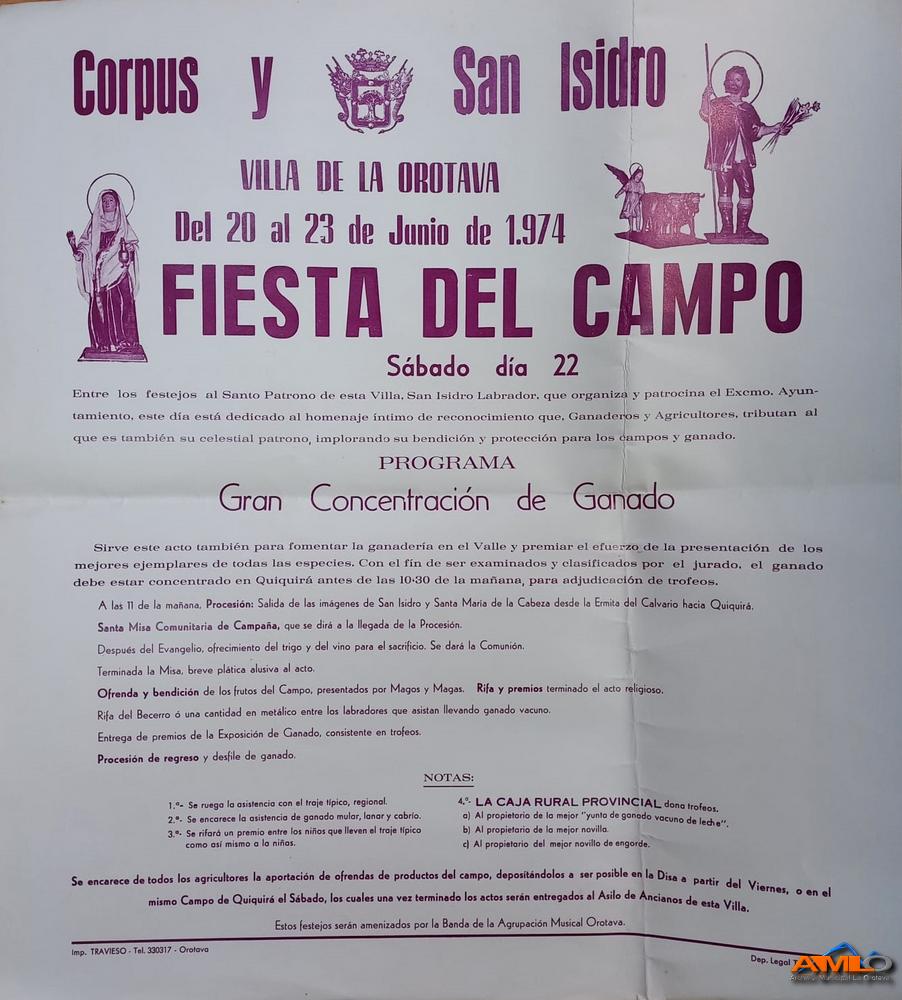 Corpus y San Isidro
VILLA DE LA OROTAVA
Del 20 al 23 de Junio de 1.974
FIESTA DEL CAMPO
Sábado día 22
Entre los festejos al Santo Patrono de esta Villa, San Isidro Labrador, que organiza y patrocina el Excmo. Ayun-
tamiento, este día está dedicado al homenaje íntimo de reconocimiento que, Ganaderos y Agricultores, tributan al
que es también su celestial patrono, implorando su bendición y protección para los campos y ganado.
PROGRAMA
Gran Concentración de Ganado
Sirve este acto también para fomentar la ganadería en el Valle y premiar el efuerzo de la presentación de los
mejores ejemplares de todas las especies. Con el fín de ser examinados y clasificados por el jurado, el ganado
debe estar concentrado en Quiquirá antes de las 10·30 de la mañana, para adjudicación de trofeos.
A las 11 de la mañana, Procesión: Salida de las imágenes de San Isidro y Santa María de la Cabeza desde la Ermita del Calvario hacia Quiquirá.
Santa Misa Comunitaria de Campaña, que se dirá a la llegada de la Procesión.
Después del Evangelio, ofrecimiento del trigo y del vino para el sacrificio. Se dará la Comunión.
Terminada la Misa, breve plática alusiva al acto.
Ofrenda y bendición de los frutos del Campo, presentados por Magos y Magas. Rifa y premios terminado el acto religioso.
Rifa del Becerro ó una cantidad en metálico entre los labradores que asistan llevando ganado vacuno.
Entrega de premios de la Exposición de Ganado, consistente en trofeos.
Procesión de regreso y desfile de ganado.
NOTAS:
1.ª- Se ruega la asistencia con el traje típico, regional.
2.ª- Se encarece la asistencia de ganado mular, lanar y cabrío.
3.ª- Se rifará un premio entre los niños que lleven el traje típico
como así mismo a la niñas.
4.ª- LA CAJA RURAL PROVINCIAL dona trofeos.
a) Al propietario de la mejor "yunta de ganado vacuno de leche".
b) Al propietario de la mejor novilla.
c) Al propietario del mejor novillo de engorde.
Se encarece de todos los agricultores la aportación de ofrendas de productos del campo, depositándolos a ser posible en la Disa a partir del Viernes, o en el
mismo Campo de Quiquirá el Sábado, los cuales una vez terminado los actos serán entregados al Asilo de Ancianos de esta Villa.
Estos festejos serán amenizados por la Banda de la Agrupación Musical Orotava.
Imp. TRAVIESO - Tel. 330317 - Orotava
Dep. Legal
AMLO
Archivo Municipal La Orotava